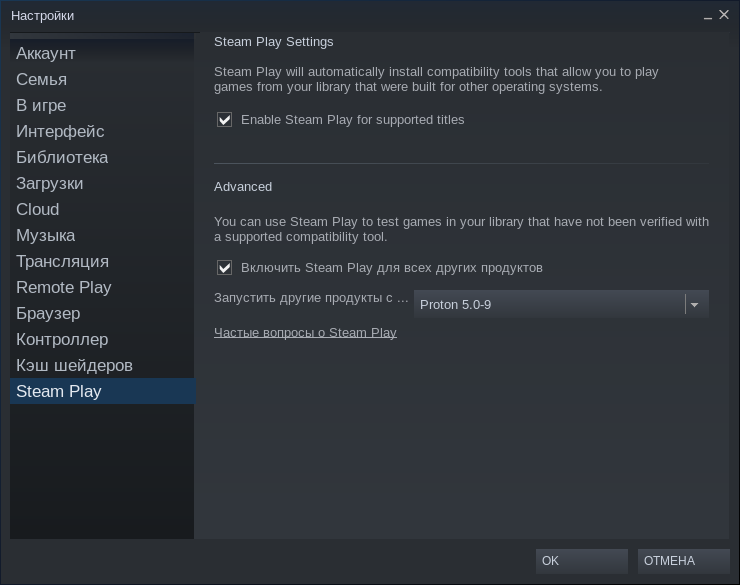 Настройки
Аккаунт
Семья
В игре
Интерфейс
Библиотека
Загрузки
Cloud
Музыка
Трансляция
Remote Play
Браузер
Контроллер
Кэш шейдеров
Steam Play
Steam Play Settings
Steam Play will automatically install compatibility tools that allow you to play
games from your library that were built for other operating systems.
Enable Steam Play for supported titles
Advanced
You can use Steam Play to test games in your library that have not been verified with
a supported compatibility tool.
Включить Steam Play для всех других продуктов
Запустить другие продукты с ... Proton 5.0-9
Частые вопросы о Steam Play
OK ОТМЕНА